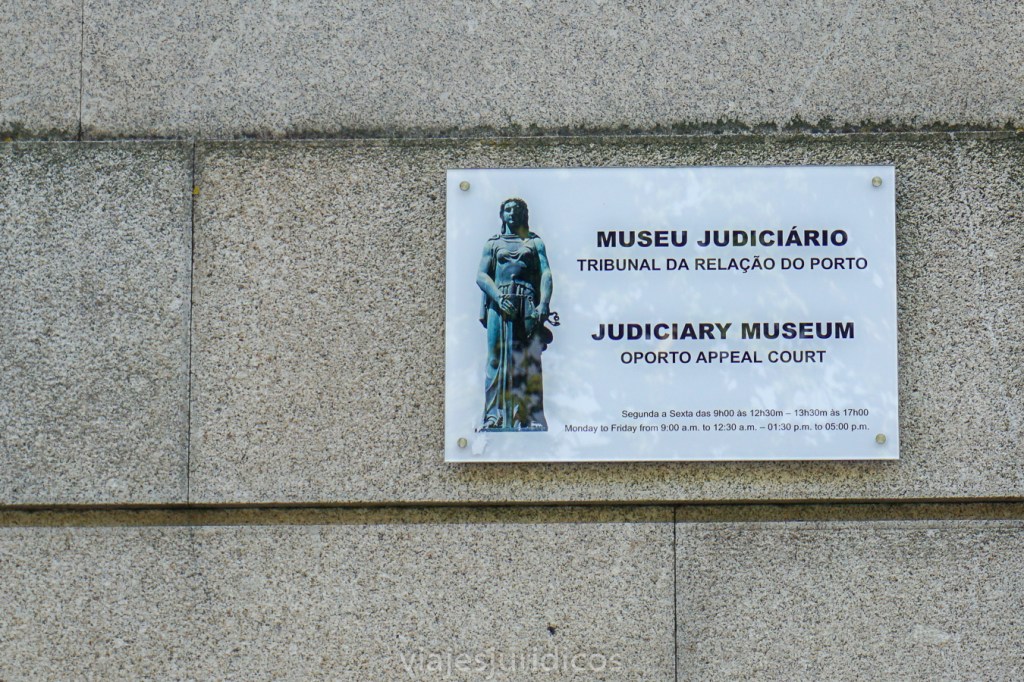 MUSEU JUDICIÁRIO
TRIBUNAL DA RELAÇÃO DO PORTO
JUDICIARY MUSEUM
OPORTO APPEAL COURT
Segunda a Sexta das 9h00 às 12h30m – 13h30m às 17h00
Monday to Friday from 9:00 a.m. to 12:30 a.m. – 01:30 p.m. to 05:00 p.m.
viajesjuridicos